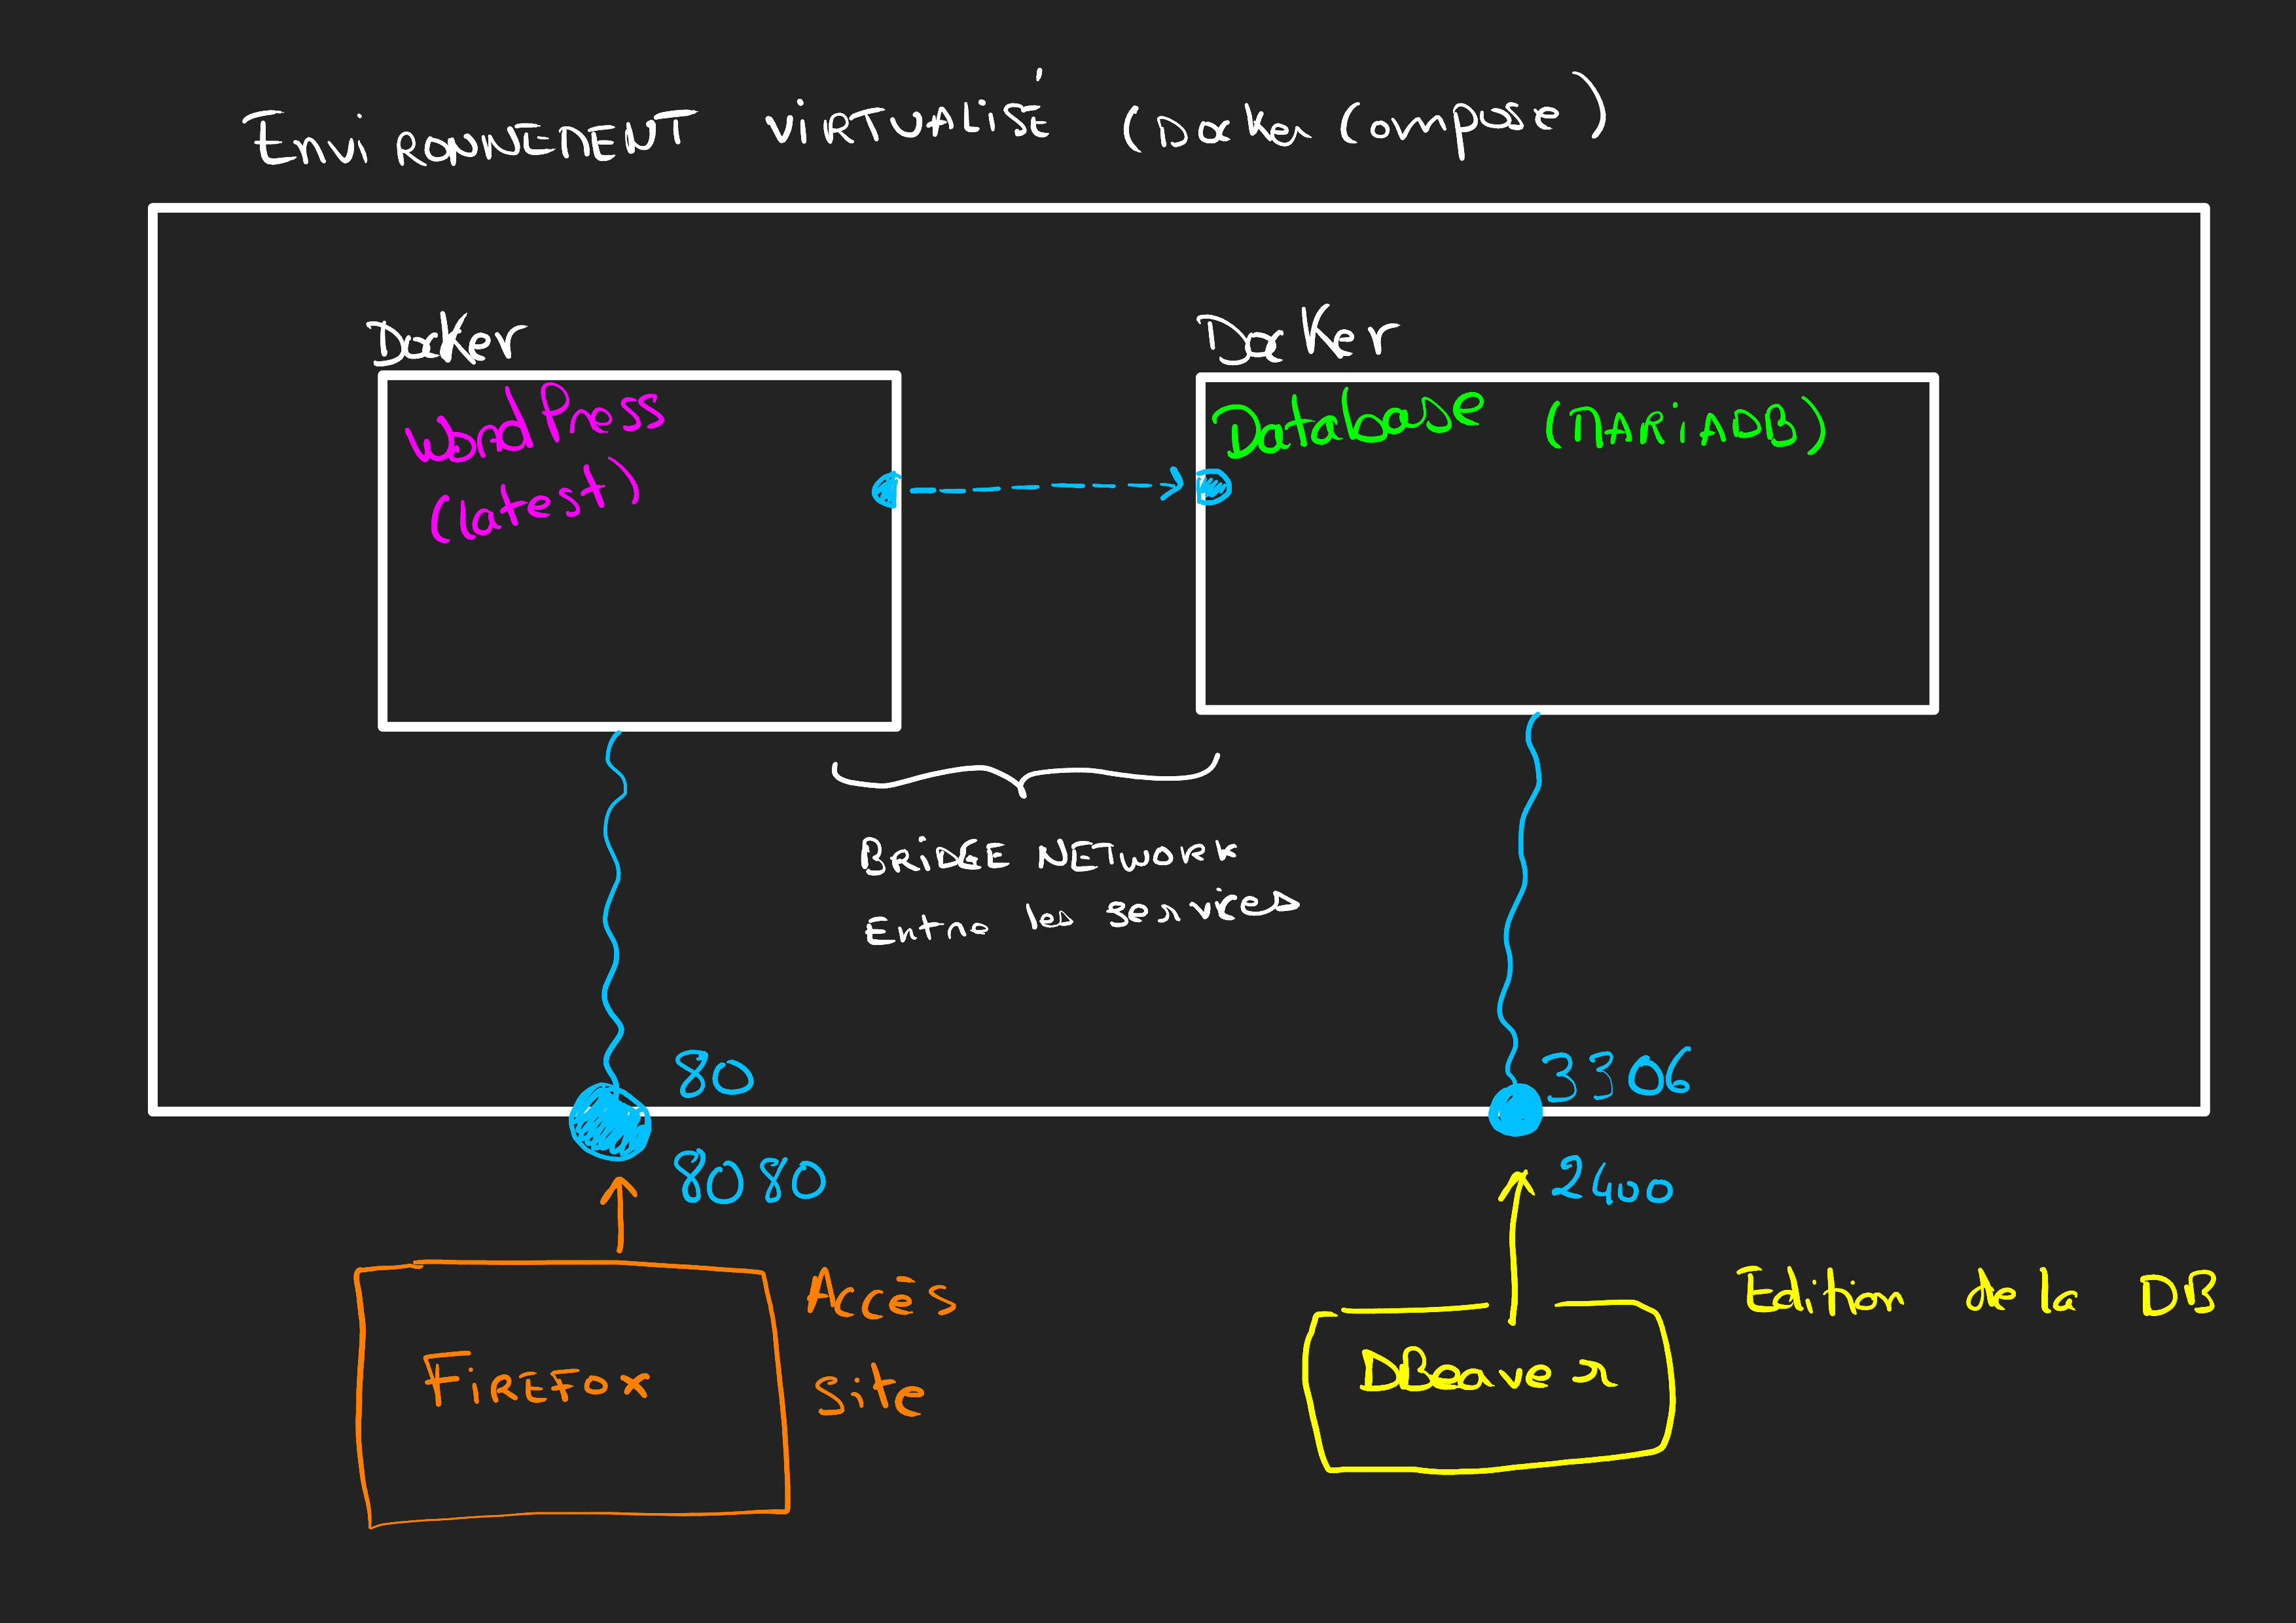 ENVIRONNEMENT VIRTUALISÉ (Docker Compose)
Docker
Docker
WordPress
(latest)
Database (MARIADB)
BRIDGE NETWORK
Entre les services
80
8080
3306
2400
FIREFOX
Accès
site
DBeaver
Edition de la DB